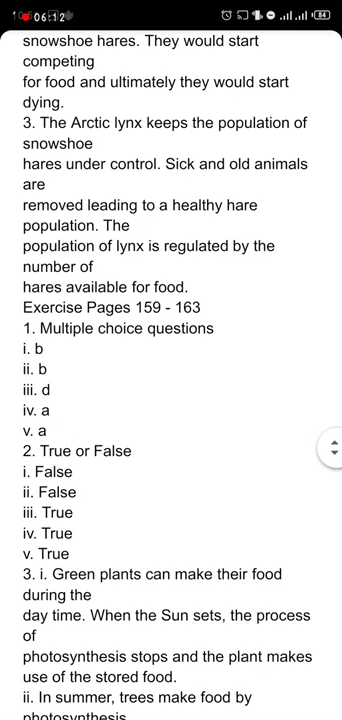 06:12
84
snowshoe hares. They would start
competing
for food and ultimately they would start
dying.
3. The Arctic lynx keeps the population of
snowshoe
hares under control. Sick and old animals
are
removed leading to a healthy hare
population. The
population of lynx is regulated by the
number of
hares available for food.
Exercise Pages 159 - 163
1. Multiple choice questions
i. b
ii. b
iii. d
iv. a
v. a
2. True or False
i. False
ii. False
iii. True
iv. True
v. True
3. i. Green plants can make their food
during the
day time. When the Sun sets, the process
of
photosynthesis stops and the plant makes
use of the stored food.
ii. In summer, trees make food by
photosynthesis